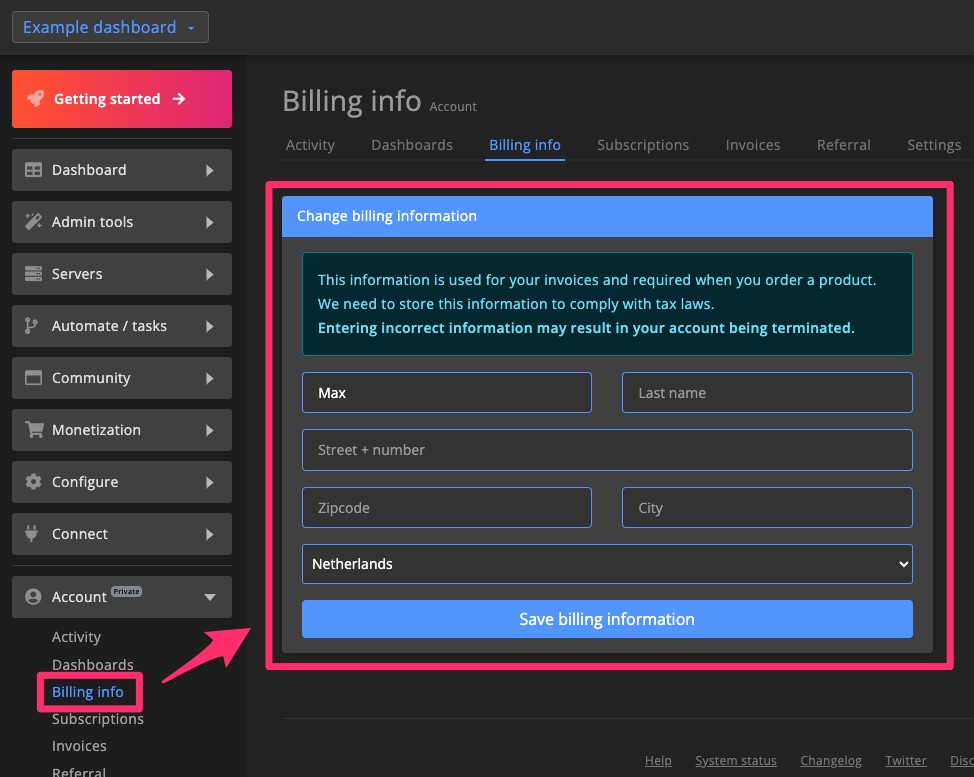 Example dashboard
Getting started
Dashboard
Admin tools
Servers
Automate / tasks
Community
Monetization
Configure
Connect
Account Private
Activity
Dashboards
Billing info
Subscriptions
Invoices
Referral
Billing info Account
Activity Dashboards Billing info Subscriptions Invoices Referral Settings
Change billing information
This information is used for your invoices and required when you order a product.
We need to store this information to comply with tax laws.
Entering incorrect information may result in your account being terminated.
Max Last name
Street + number
Zipcode City
Netherlands
Save billing information
Help System status Changelog Twitter Disc